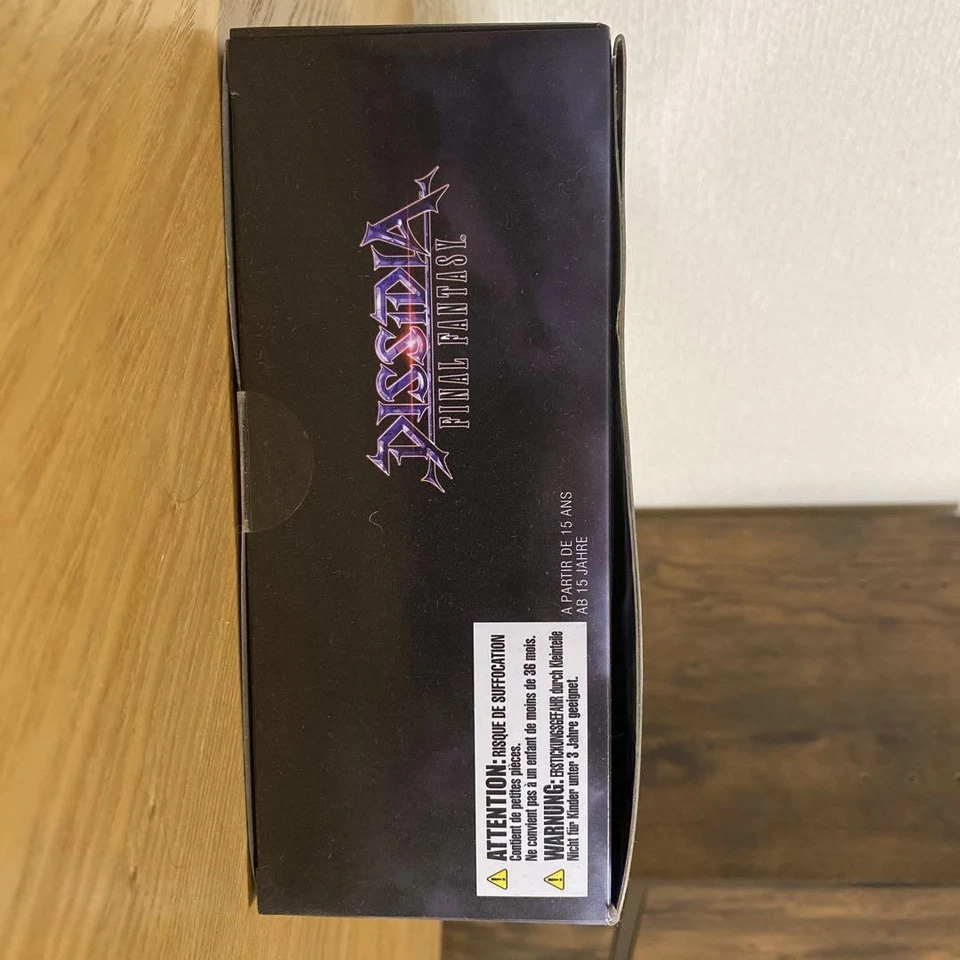 DISSIDIA
FINAL FANTASY®
A PARTIR DE 15 ANS
AB 15 JAHRE
ATTENTION: RISQUE DE SUFFOCATION
Contient de petites pièces.
Ne convient pas à un enfant de moins de 36 mois.
WARNUNG: ERSTICKUNGSGEFAHR durch Kleinteile
Nicht für Kinder unter 3 Jahre geeignet.